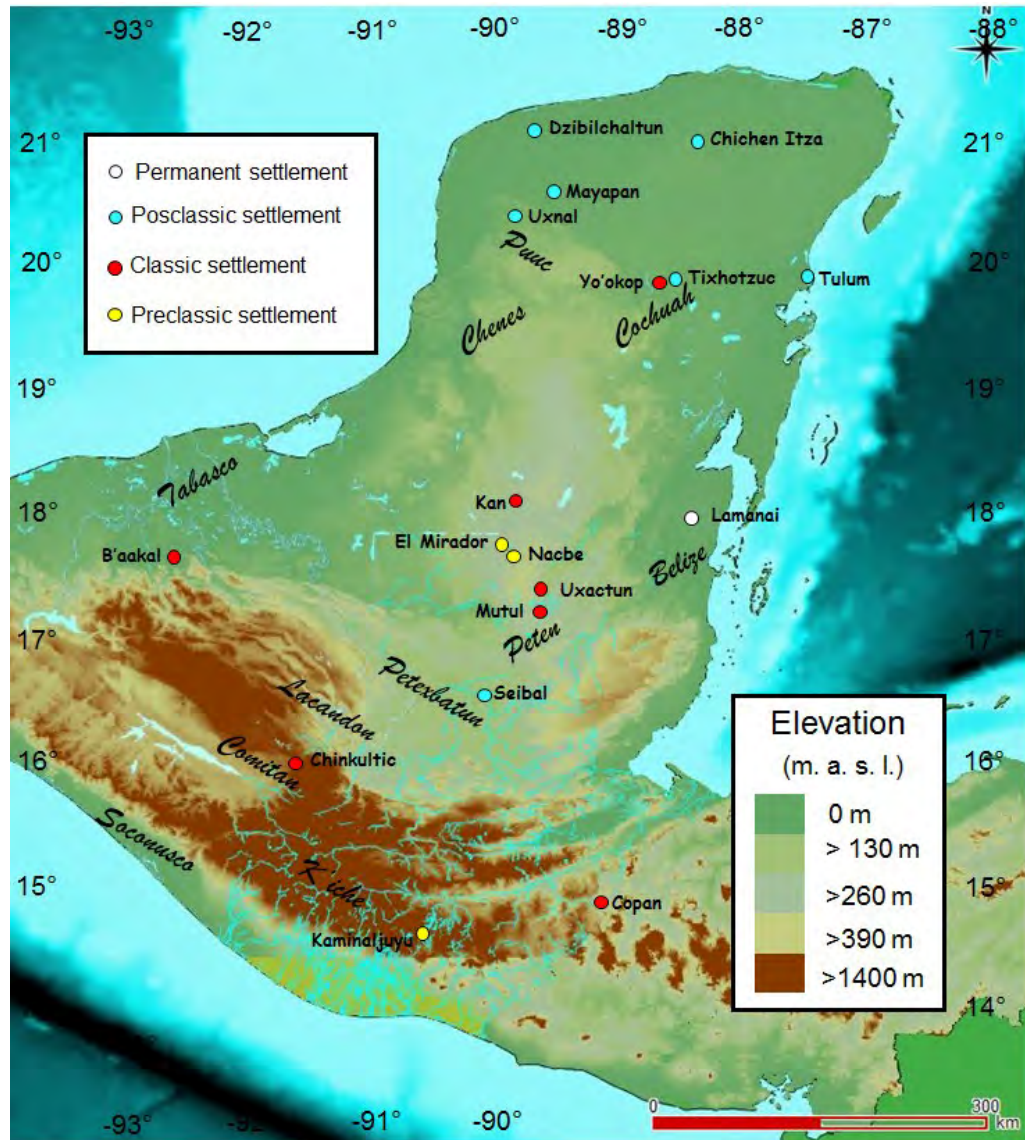 -93° -92° -91° -90° -89° -88° -87° -88°
N
21° 21°
Dzibilchaltun
Chichen Itza
Permanent settlement
Posclassic settlement
Classic settlement
Preclassic settlement
Mayapan
Uxnal
Puuc
20° 20°
Yo'okop
Tixhotzuc
Tulum
Cochuah
Chenes
19° 19°
Tabasco
Kan
18° 18°
Lamanai
El Mirador
B'aakal
Nacbe
Belize
Uxactun
Mutul
17° 17°
Peten
Petexbatun
Seibal
Lacandon
Elevation
(m. a. s. l.)
0 m
> 130 m
>260 m
>390 m
>1400 m
16° 16°
Chinkultic
Comitan
Soconusco
15° 15°
K'iche
Copan
Kaminaljuyu
14°
-93° -92° -91° -90°
0 300
km